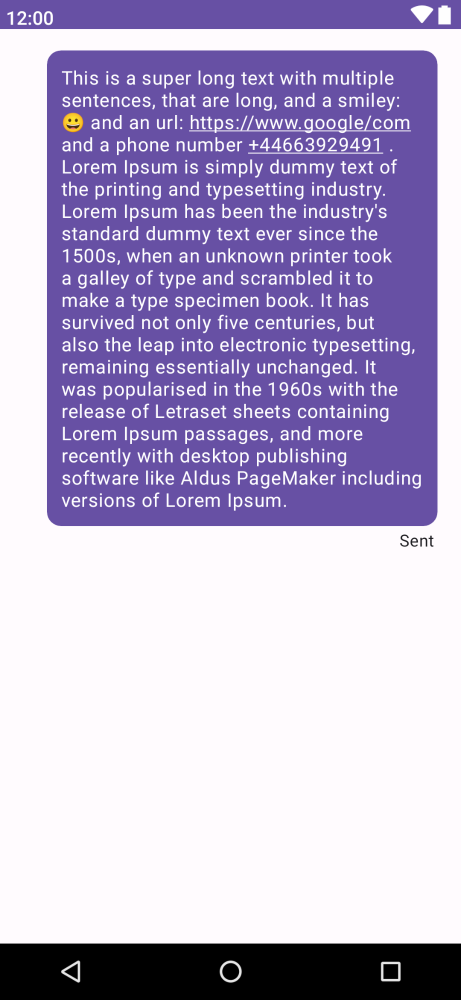 12:00
This is a super long text with multiple
sentences, that are long, and a smiley:
😀 and an url: https://www.google/com
and a phone number +44663929491 .
Lorem Ipsum is simply dummy text of
the printing and typesetting industry.
Lorem Ipsum has been the industry's
standard dummy text ever since the
1500s, when an unknown printer took
a galley of type and scrambled it to
make a type specimen book. It has
survived not only five centuries, but
also the leap into electronic typesetting,
remaining essentially unchanged. It
was popularised in the 1960s with the
release of Letraset sheets containing
Lorem Ipsum passages, and more
recently with desktop publishing
software like Aldus PageMaker including
versions of Lorem Ipsum.
Sent